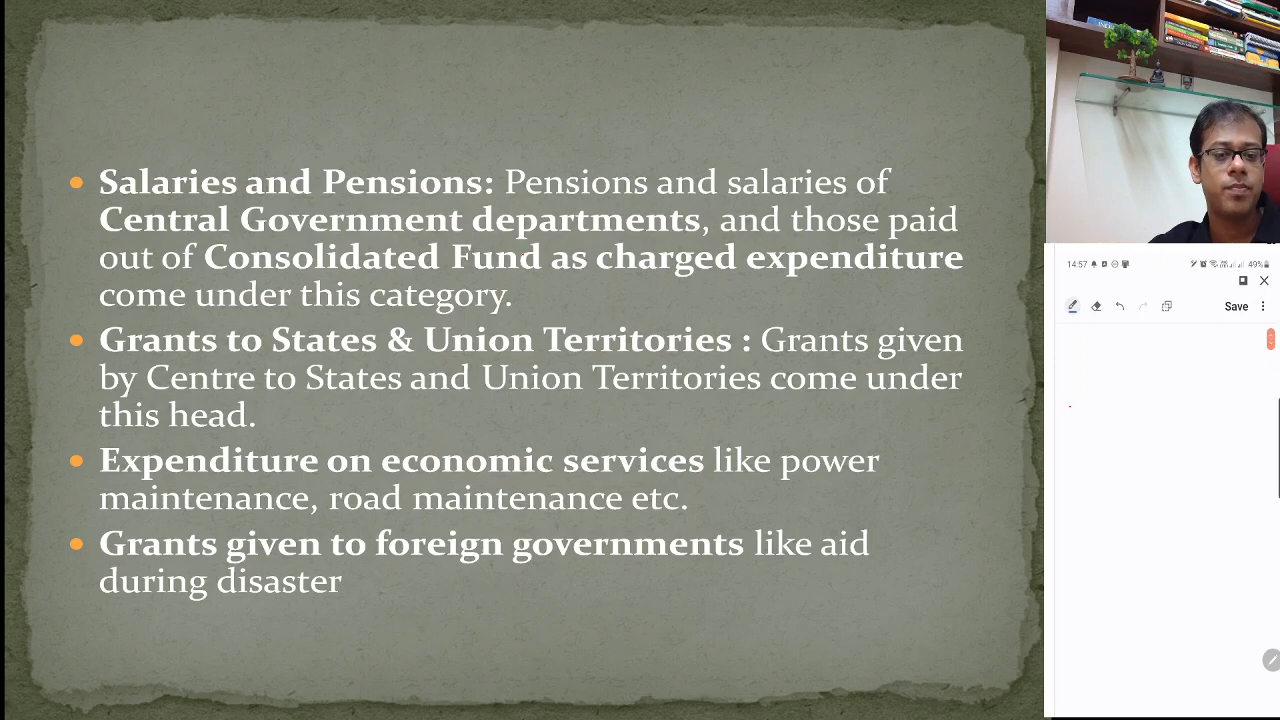 Salaries and Pensions: Pensions and salaries of
Central Government departments, and those paid
out of Consolidated Fund as charged expenditure
come under this category.
Grants to States & Union Territories : Grants given
by Centre to States and Union Territories come under
this head.
Expenditure on economic services like power
maintenance, road maintenance etc.
Grants given to foreign governments like aid
during disaster
14:57
49%
Save